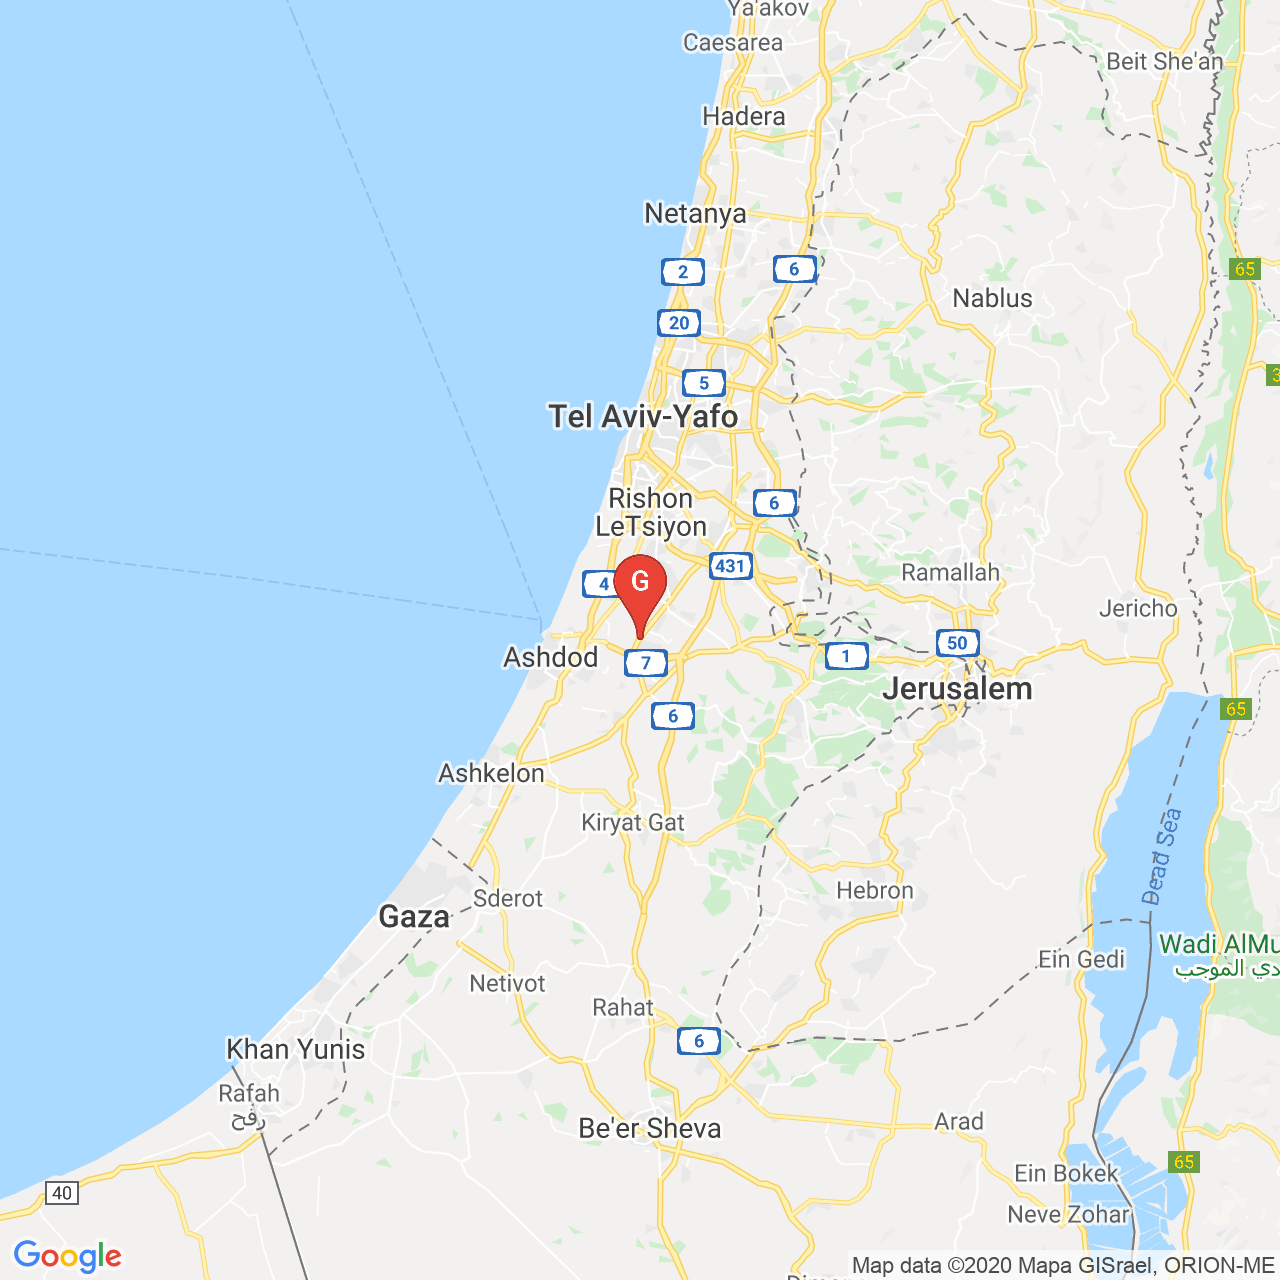 Ya'akov
Caesarea
Beit She'an
Hadera
Netanya
2
6
65
20
Nablus
5
Tel Aviv-Yafo
6
Rishon
LeTsiyon
431
4
G
Ramallah
Jericho
50
1
Ashdod
7
Jerusalem
65
6
Ashkelon
Kiryat Gat
Dead Sea
Hebron
Sderot
Gaza
Wadi AlMu
دي الموجب
Ein Gedi
Netivot
Rahat
6
Khan Yunis
Rafah
رفح
Be'er Sheva
Arad
65
Ein Bokek
40
Neve Zohar
Google
Map data ©2020 Mapa GISrael, ORION-ME